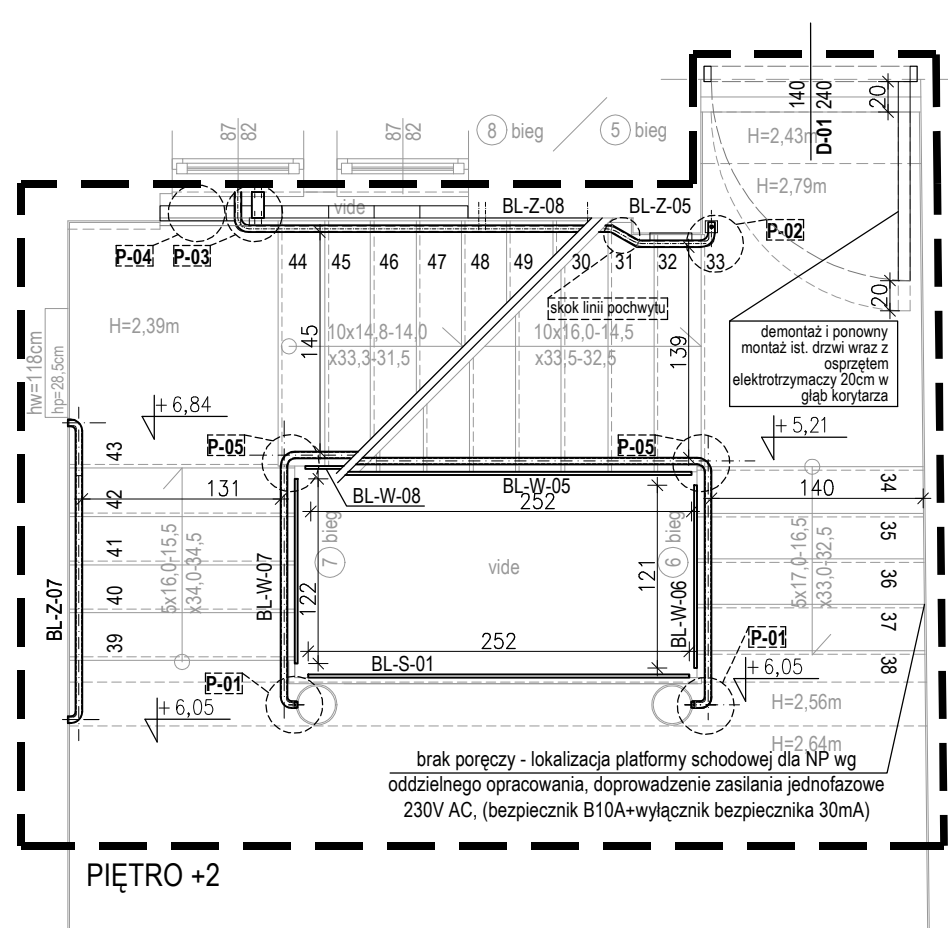 140
240
D-01
20
H=2,43m
H=2,79m
87
82
87
82
8 bieg
5 bieg
vide
BL-Z-08
BL-Z-05
P-04
P-03
P-02
44 45 46 47 48 49 30 31 32 33
skok linii pochwytu
20
H=2,39m
145
10x14,8-14,0
x33,3-31,5
10x16,0-14,5
x33,5-32,5
139
demontaż i ponowny
montaż ist. drzwi wraz z
osprzętem
elektrotrzymaczy 20cm w
głąb korytarza
hw=118cm
hp=28,5cm
+6,84
+5,21
P-05
P-05
43
42
41
40
39
131
5x16,0-15,5
x34,0-34,5
BL-Z-07
BL-W-07
BL-W-08
BL-W-05
252
7 bieg
122
vide
6 bieg
121
BL-W-06
140
34
35
36
37
38
5x17,0-16,5
x33,0-32,5
252
BL-S-01
P-01
P-01
+6,05
+6,05
H=2,56m
H=2,64m
brak poręczy - lokalizacja platformy schodowej dla NP wg
oddzielnego opracowania, doprowadzenie zasilania jednofazowe
230V AC, (bezpiecznik B10A+wyłącznik bezpiecznika 30mA)
PIĘTRO +2